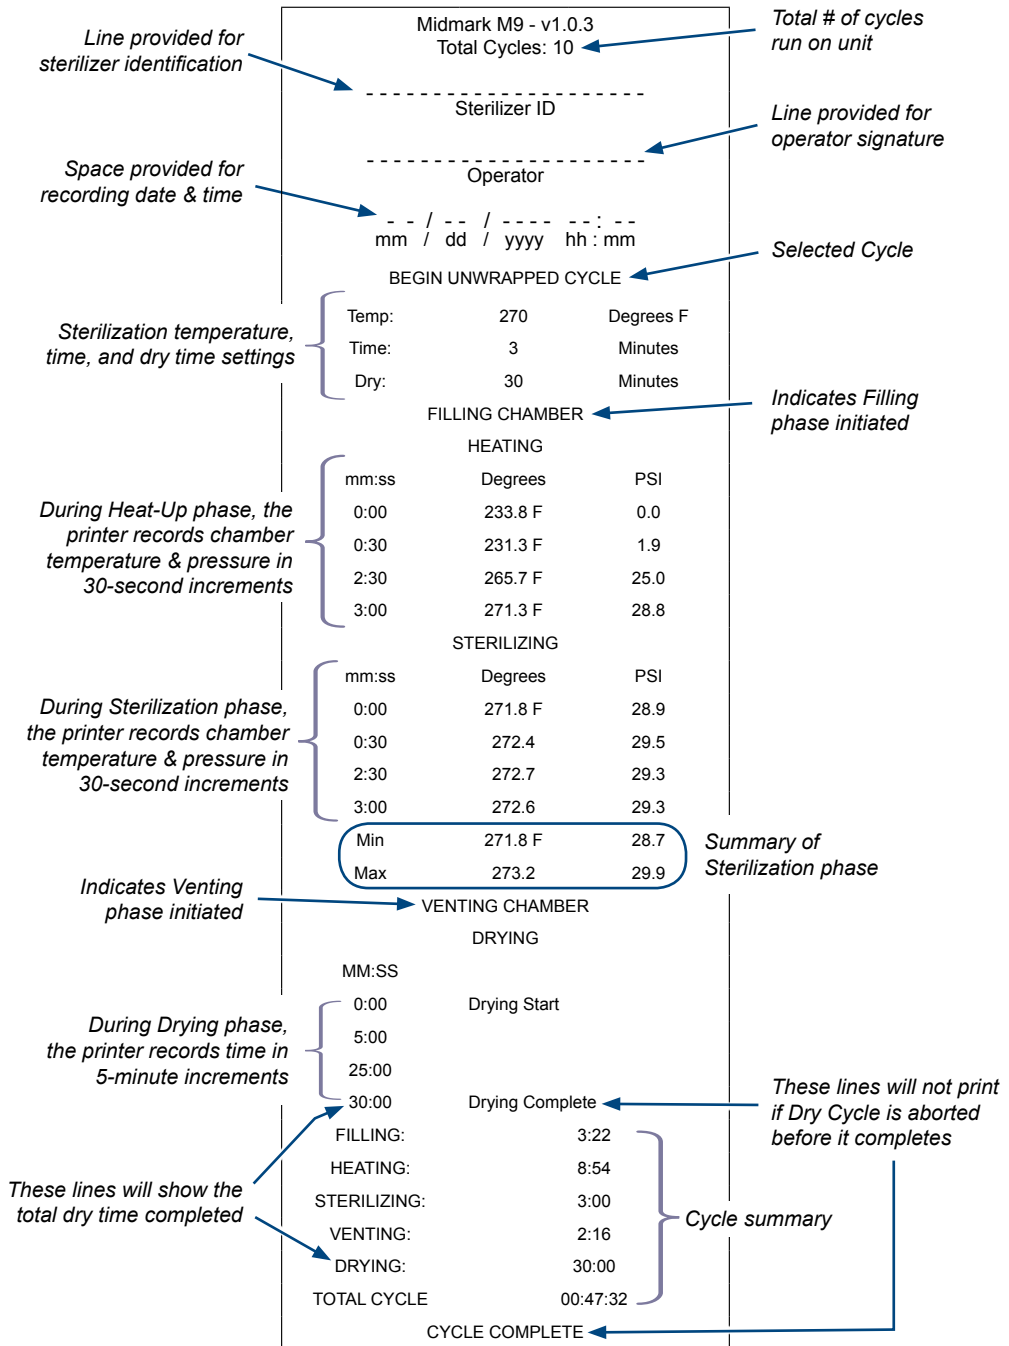 Midmark M9 - v1.0.3
Total Cycles: 10
Total # of cycles
run on unit
Line provided for
sterilizer identification
- - - - - - - - - - - - - - - - - - - - -
Sterilizer ID
Line provided for
operator signature
- - - - - - - - - - - - - - - - - - - - -
Operator
Space provided for
recording date & time
- - / - - / - - - - - - : - -
mm / dd / yyyy hh : mm
Selected Cycle
BEGIN UNWRAPPED CYCLE
Sterilization temperature,
time, and dry time settings
Temp: 270 Degrees F
Time: 3 Minutes
Dry: 30 Minutes
Indicates Filling
phase initiated
FILLING CHAMBER
HEATING
During Heat-Up phase, the
printer records chamber
temperature & pressure in
30-second increments
mm:ss Degrees PSI
0:00 233.8 F 0.0
0:30 231.3 F 1.9
2:30 265.7 F 25.0
3:00 271.3 F 28.8
STERILIZING
During Sterilization phase,
the printer records chamber
temperature & pressure in
30-second increments
mm:ss Degrees PSI
0:00 271.8 F 28.9
0:30 272.4 29.5
2:30 272.7 29.3
3:00 272.6 29.3
Min 271.8 F 28.7
Max 273.2 29.9
Summary of
Sterilization phase
Indicates Venting
phase initiated
VENTING CHAMBER
DRYING
MM:SS
During Drying phase,
the printer records time in
5-minute increments
0:00 Drying Start
5:00
25:00
30:00 Drying Complete
These lines will not print
if Dry Cycle is aborted
before it completes
These lines will show the
total dry time completed
FILLING: 3:22
HEATING: 8:54
STERILIZING: 3:00
VENTING: 2:16
DRYING: 30:00
TOTAL CYCLE 00:47:32
Cycle summary
CYCLE COMPLETE